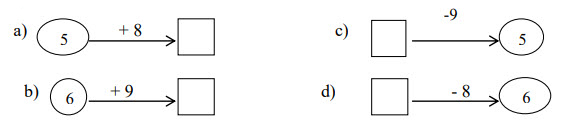 a) 5 + 8
c) -9 5
b) 6 + 9
d) - 8 6